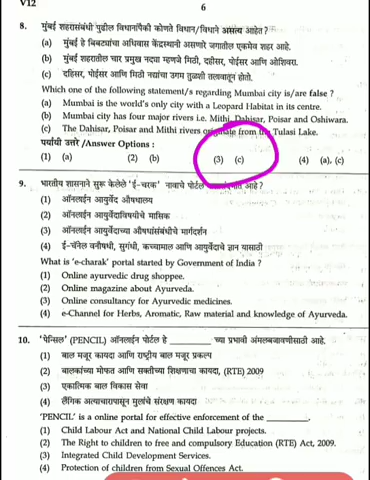 V12
6
8. मुंबई शहरासंबंधी पुढील विधानांपैकी कोणते विधान/विधाने असत्य आहेत ?
(a) मुंबई हे बिबट्यांचा अधिवास केंद्रस्थानी असणारे जगातील एकमेव शहर आहे.
(b) मुंबई शहरातील चार प्रमुख नद्या म्हणजे मिठी, दहीसर, पोईसर आणि ओशिवरा.
(c) दहिसर, पोईसर आणि मिठी नद्यांचा उगम तुळशी तलावातून होतो.
Which one of the following statement/s regarding Mumbai city is/are false ?
(a) Mumbai is the world's only city with a Leopard Habitat in its centre.
(b) Mumbai city has four major rivers i.e. Mithi, Dahisar, Poisar and Oshiwara.
(c) The Dahisar, Poisar and Mithi rivers originate from the Tulasi Lake.
पर्यायी उत्तरे /Answer Options :
(1) (a) (2) (b) (3) (c) (4) (a), (c)
9. भारतीय शासनाने सुरू केलेले 'ई-चरक' नावाचे पोर्टल आहे ?
(1) ऑनलाईन आयुर्वेद औषधालय
(2) ऑनलाईन आयुर्वेदाविषयीचे मासिक
(3) ऑनलाईन आयुर्वेदाच्या औषधांसंबंधीचे मार्गदर्शन
(4) ई-चॅनेल वनौषधी, सुगंधी, कच्चामाल आणि आयुर्वेदाचे ज्ञान यासाठी
What is 'e-charak' portal started by Government of India ?
(1) Online ayurvedic drug shoppee.
(2) Online magazine about Ayurveda.
(3) Online consultancy for Ayurvedic medicines.
(4) e-Channel for Herbs, Aromatic, Raw material and knowledge of Ayurveda.
10. 'पेन्सिल' (PENCIL) ऑनलाईन पोर्टल हे ________ च्या प्रभावी अंमलबजावणीसाठी आहे.
(1) बाल मजूर कायदा आणि राष्ट्रीय बाल मजूर प्रकल्प
(2) बालकांच्या मोफत आणि सक्तीच्या शिक्षणाचा कायदा, (RTE) 2009
(3) एकात्मिक बाल विकास सेवा
(4) लैंगिक अत्याचारापासून मुलांचे संरक्षण कायदा
'PENCIL' is a online portal for effective enforcement of the ________.
(1) Child Labour Act and National Child Labour projects.
(2) The Right to children to free and compulsory Education (RTE) Act, 2009.
(3) Integrated Child Development Services.
(4) Protection of children from Sexual Offences Act.